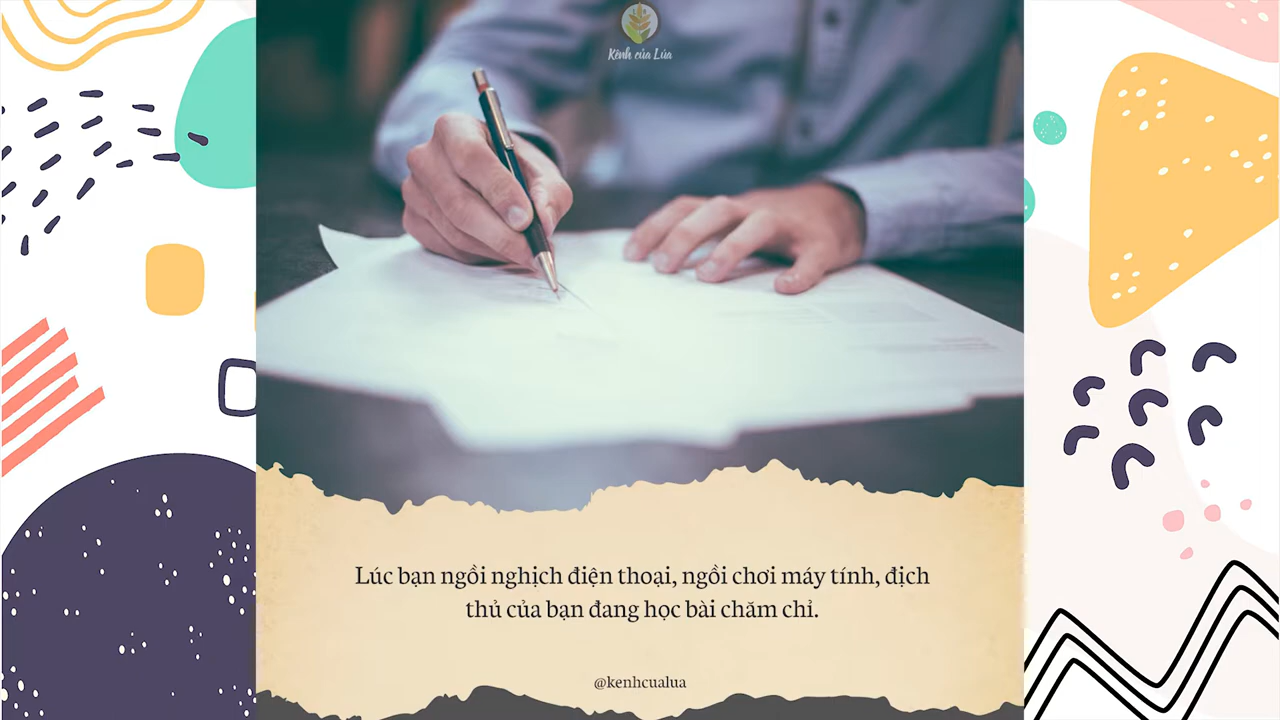 Kênh của Lúa
Lúc bạn ngồi nghịch điện thoại, ngồi chơi máy tính, địch
thủ của bạn đang học bài chăm chỉ.
@kenhcualua